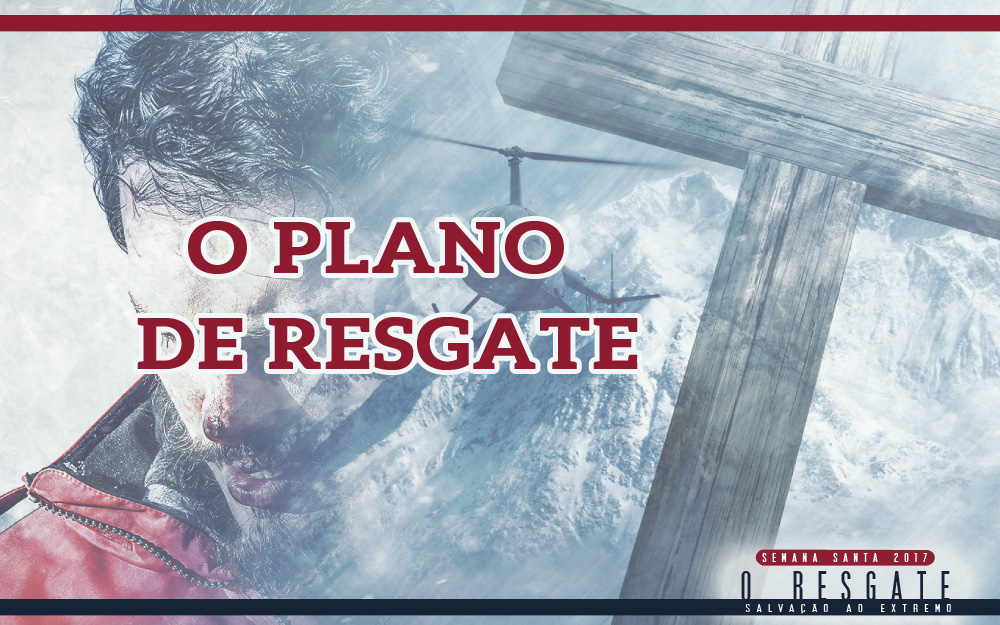 O PLANO
DE RESGATE
SEMANA SANTA 2017
O RESGATE
SALVAÇÃO AO EXTREMO